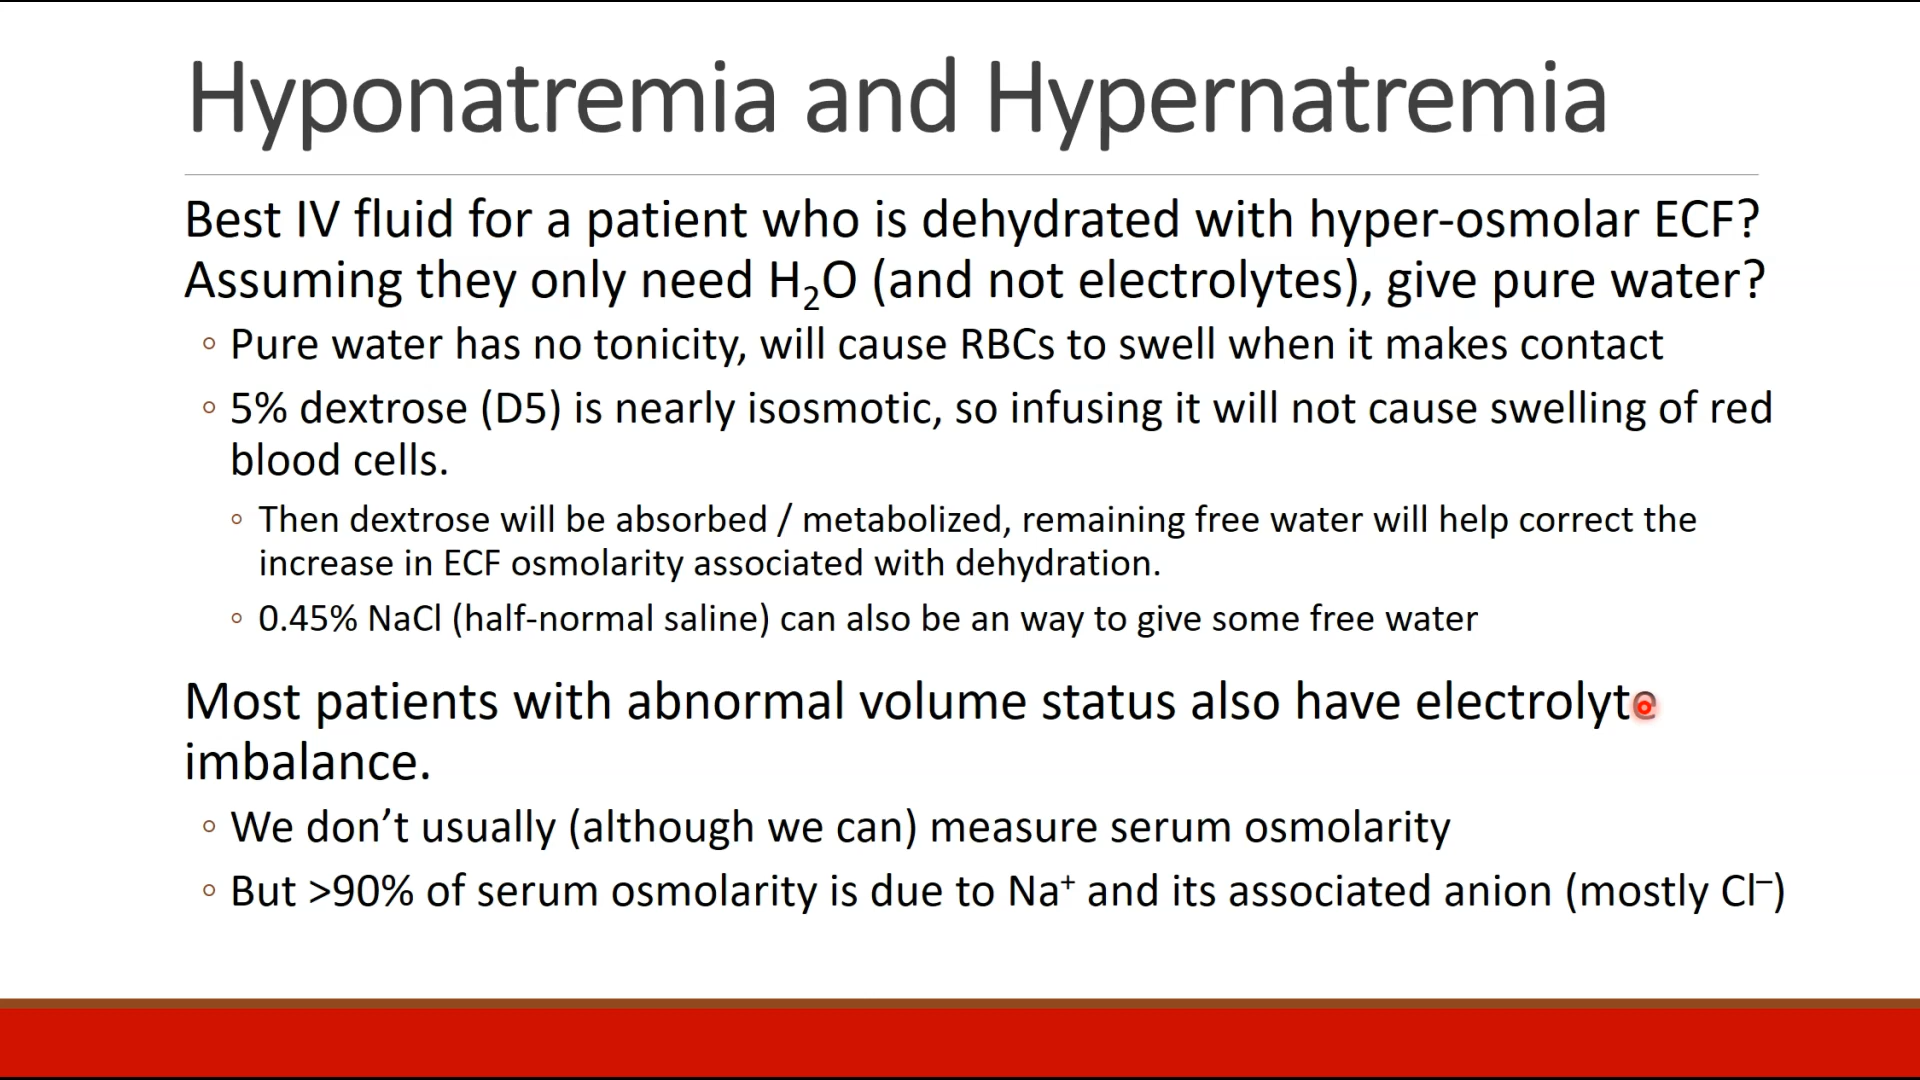 Hyponatremia and Hypernatremia
Best IV fluid for a patient who is dehydrated with hyper-osmolar ECF?
Assuming they only need H₂O (and not electrolytes), give pure water?
◦ Pure water has no tonicity, will cause RBCs to swell when it makes contact
◦ 5% dextrose (D5) is nearly isosmotic, so infusing it will not cause swelling of red
blood cells.
◦ Then dextrose will be absorbed / metabolized, remaining free water will help correct the
increase in ECF osmolarity associated with dehydration.
◦ 0.45% NaCl (half-normal saline) can also be an way to give some free water
Most patients with abnormal volume status also have electrolyte
imbalance.
◦ We don’t usually (although we can) measure serum osmolarity
◦ But >90% of serum osmolarity is due to Na⁺ and its associated anion (mostly Cl⁻)